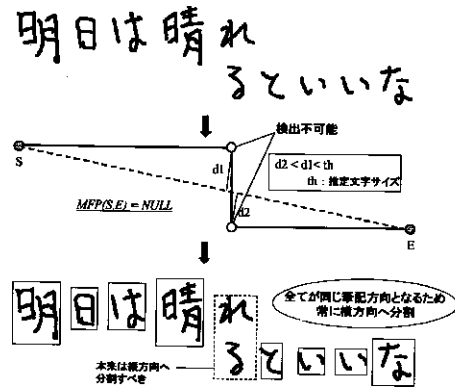 明日は晴れ
るといいな
検出不可能
S
d1
d2 < d1 < th
th : 推定文字サイズ
MFP(S,E) = NULL
d2
E
全てが同じ筆記方向となるため
常に横方向へ分割
明日は晴れ
るといいな
本来は縦方向へ
分割すべき